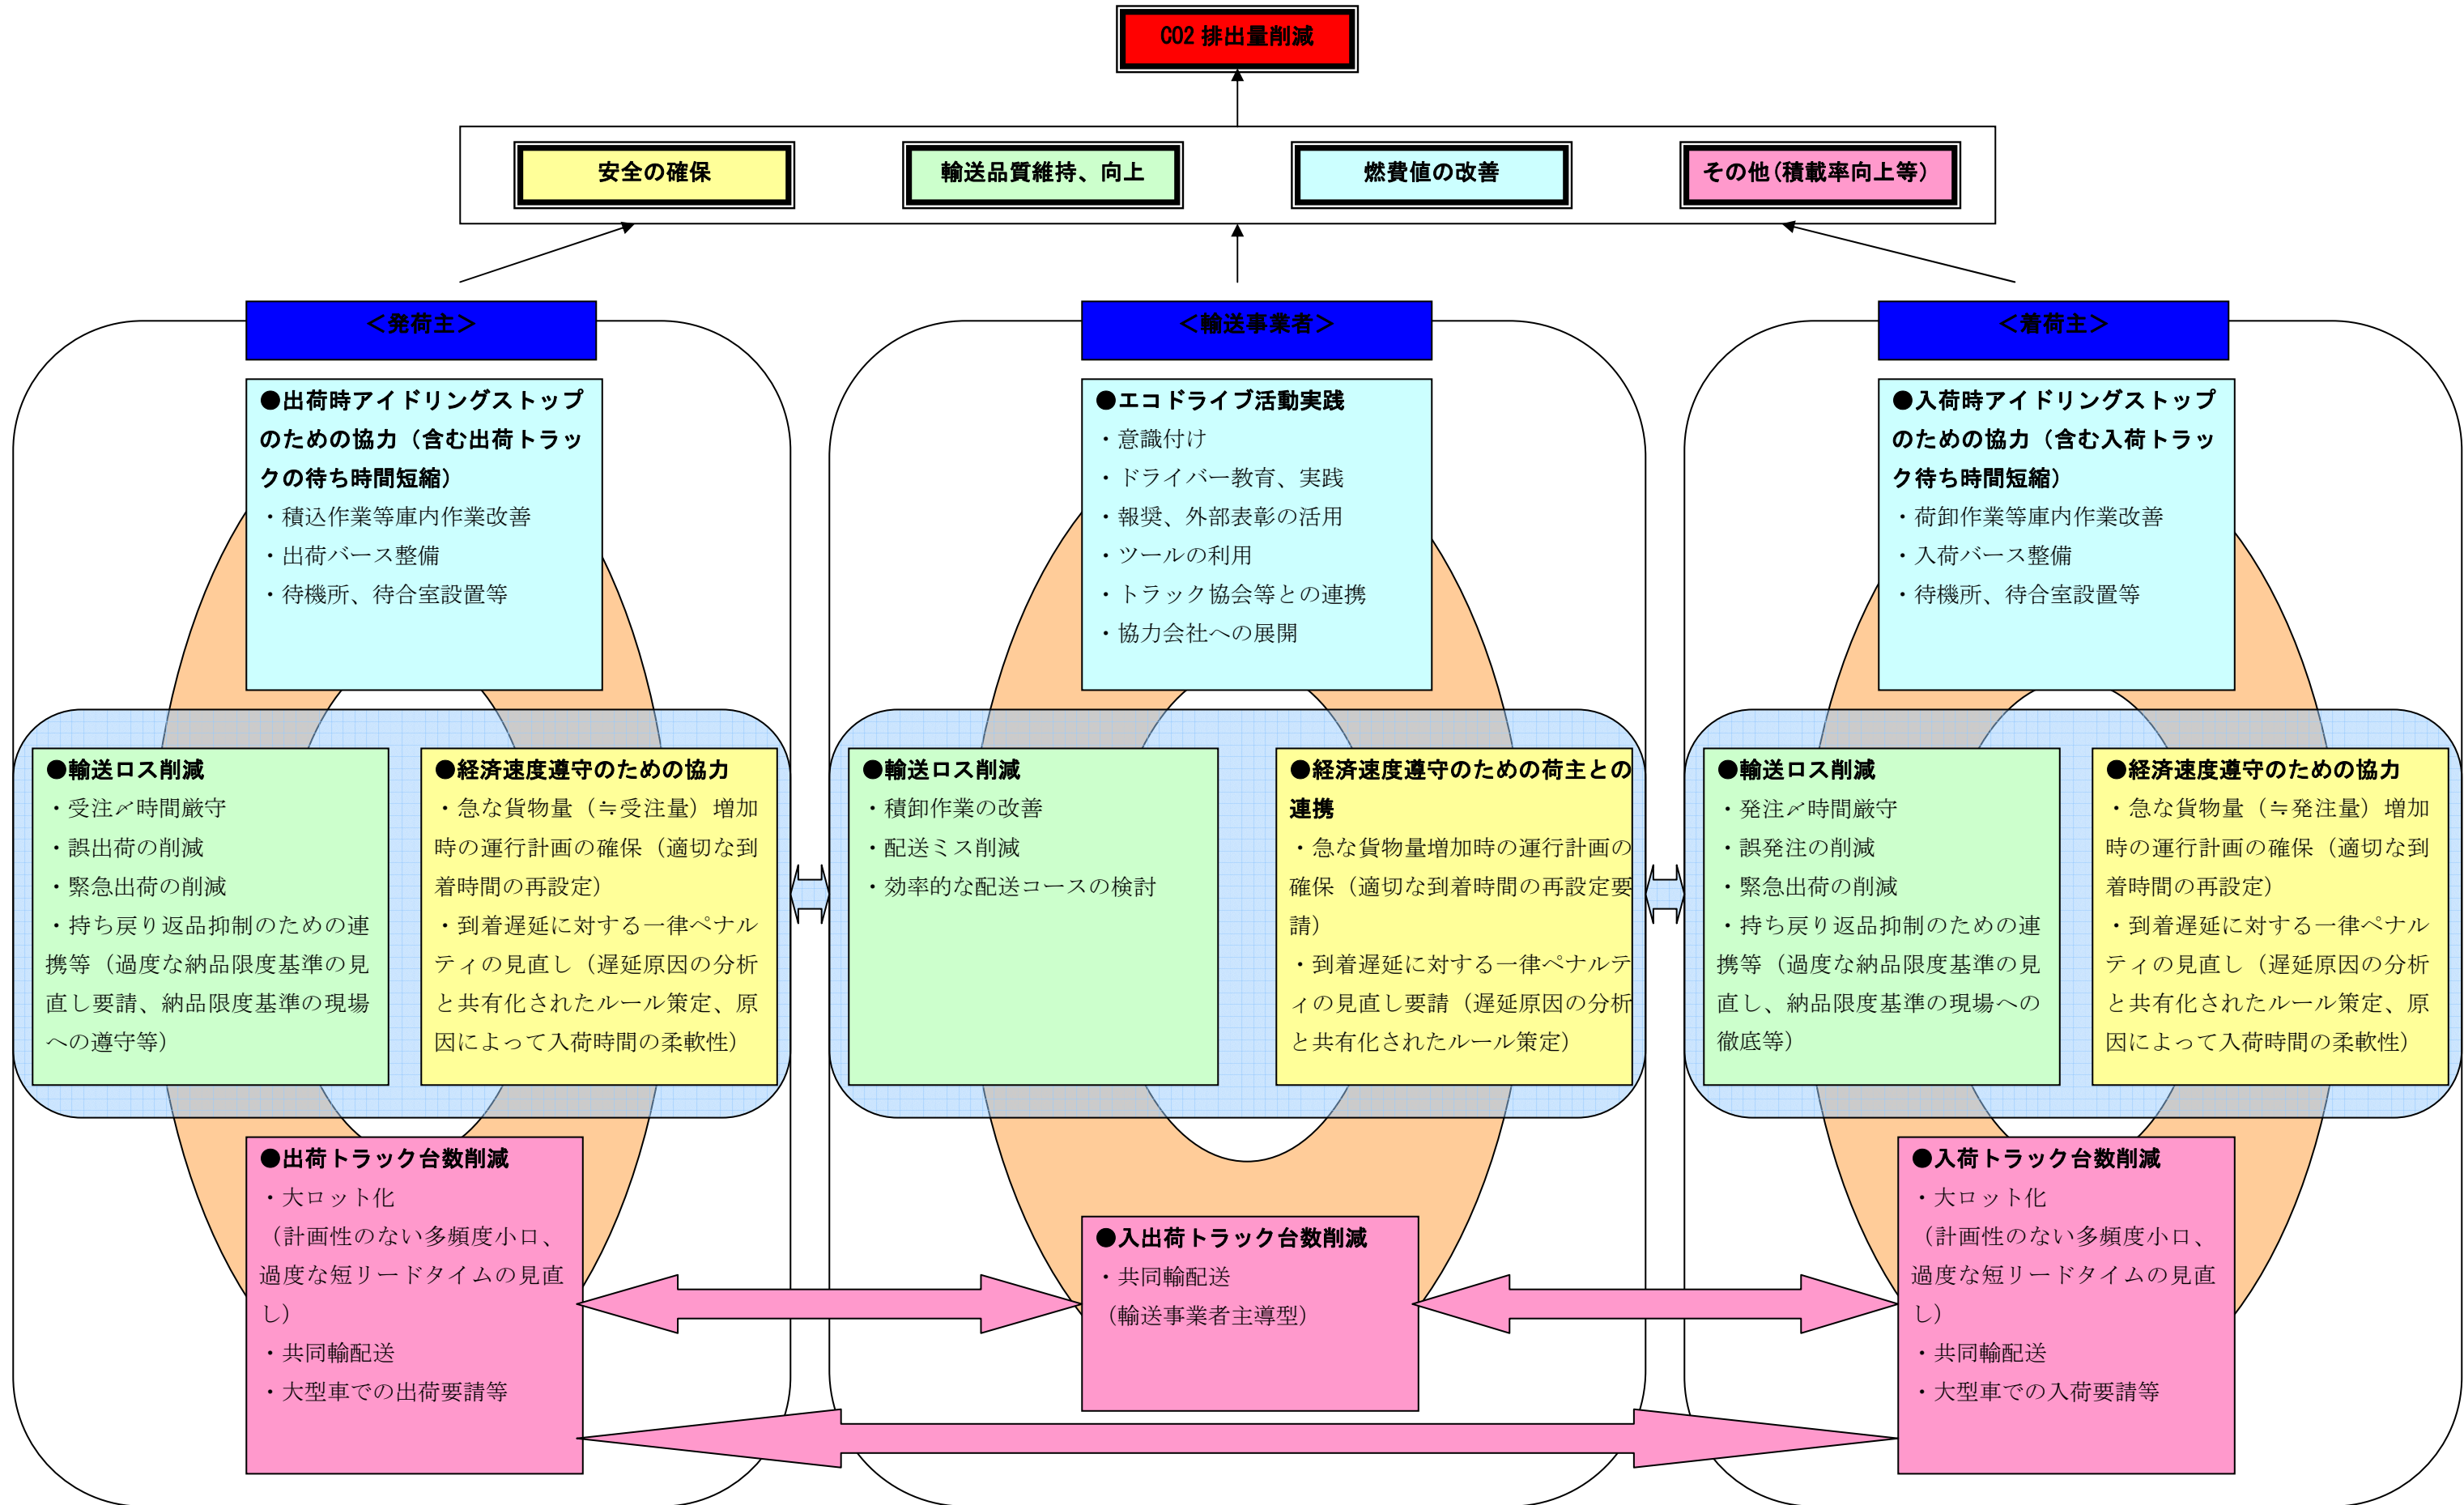 CO2 排出量削減
安全の確保
輸送品質維持、向上
燃費値の改善
その他(積載率向上等)
＜発荷主＞
●出荷時アイドリングストップ
のための協力（含む出荷トラッ
クの待ち時間短縮）
・積込作業等庫内作業改善
・出荷バース整備
・待機所、待合室設置等
●輸送ロス削減
・受注〆時間厳守
・誤出荷の削減
・緊急出荷の削減
・持ち戻り返品抑制のための連
携等（過度な納品限度基準の見
直し要請、納品限度基準の現場
への遵守等）
●経済速度遵守のための協力
・急な貨物量（≒受注量）増加
時の運行計画の確保（適切な到
着時間の再設定）
・到着遅延に対する一律ペナル
ティの見直し（遅延原因の分析
と共有化されたルール策定、原
因によって入荷時間の柔軟性）
●出荷トラック台数削減
・大ロット化
（計画性のない多頻度小口、
過度な短リードタイムの見直
し）
・共同輸配送
・大型車での出荷要請等
＜輸送事業者＞
●エコドライブ活動実践
・意識付け
・ドライバー教育、実践
・報奨、外部表彰の活用
・ツールの利用
・トラック協会等との連携
・協力会社への展開
●輸送ロス削減
・積卸作業の改善
・配送ミス削減
・効率的な配送コースの検討
●経済速度遵守のための荷主との
連携
・急な貨物量増加時の運行計画の
確保（適切な到着時間の再設定要
請）
・到着遅延に対する一律ペナルテ
ィの見直し要請（遅延原因の分析
と共有化されたルール策定）
●入出荷トラック台数削減
・共同輸配送
（輸送事業者主導型）
＜着荷主＞
●入荷時アイドリングストップ
のための協力（含む入荷トラッ
ク待ち時間短縮）
・荷卸作業等庫内作業改善
・入荷バース整備
・待機所、待合室設置等
●輸送ロス削減
・発注〆時間厳守
・誤発注の削減
・緊急出荷の削減
・持ち戻り返品抑制のための連
携等（過度な納品限度基準の見
直し、納品限度基準の現場への
徹底等）
●経済速度遵守のための協力
・急な貨物量（≒発注量）増加
時の運行計画の確保（適切な到
着時間の再設定）
・到着遅延に対する一律ペナル
ティの見直し（遅延原因の分析
と共有化されたルール策定、原
因によって入荷時間の柔軟性）
●入荷トラック台数削減
・大ロット化
（計画性のない多頻度小口、
過度な短リードタイムの見直
し）
・共同輸配送
・大型車での入荷要請等